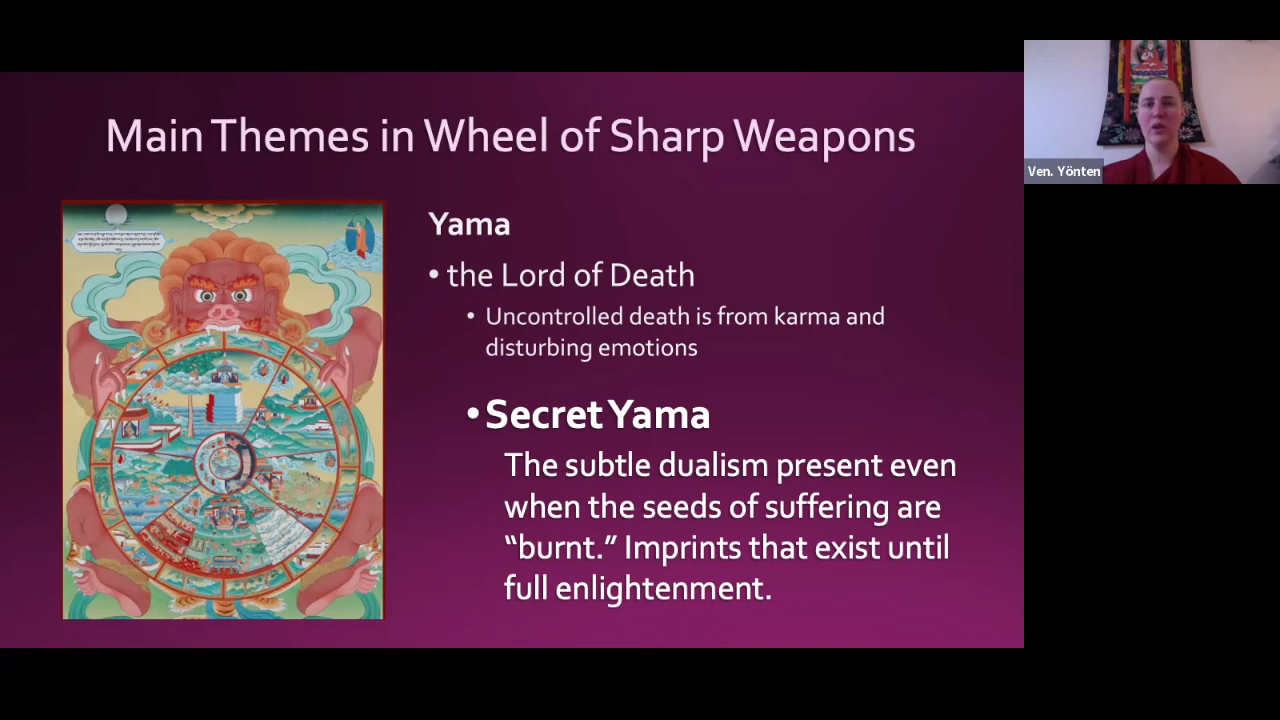 Main Themes in Wheel of Sharp Weapons
Yama
• the Lord of Death
• Uncontrolled death is from karma and
disturbing emotions
• Secret Yama
The subtle dualism present even
when the seeds of suffering are
“burnt.” Imprints that exist until
full enlightenment.
Ven. Yönten